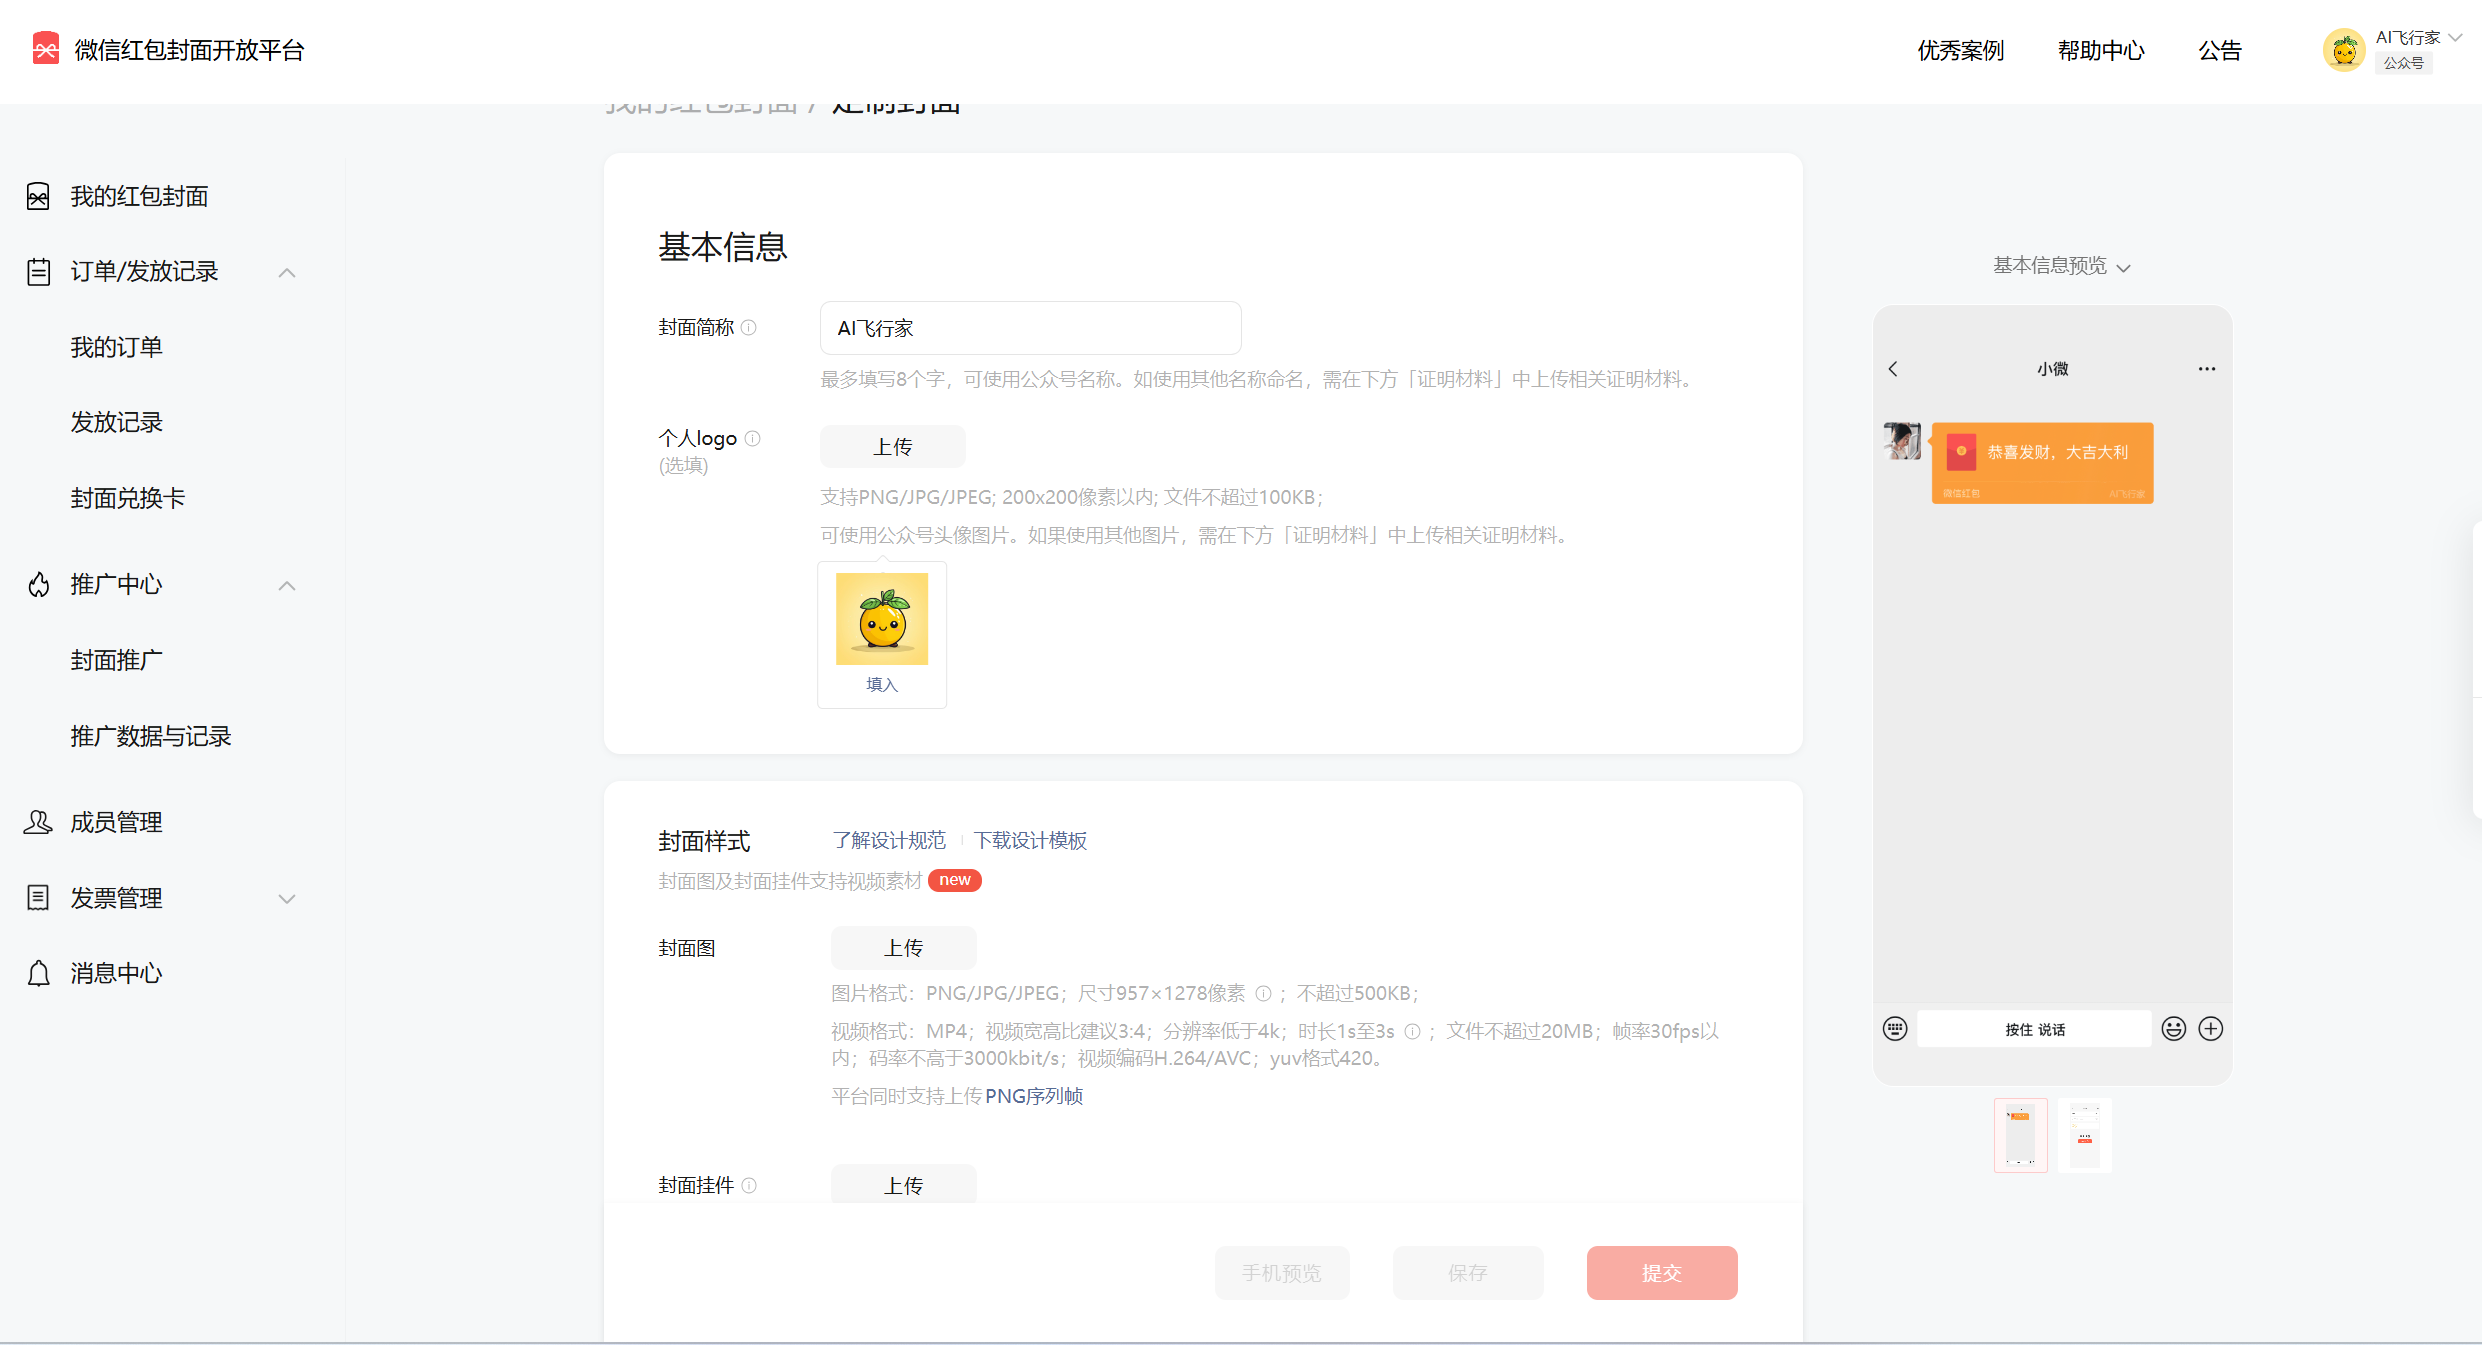 微信红包封面开放平台
优秀案例
帮助中心
公告
AI飞行家
公众号
我的红包封面 / 定制封面
我的红包封面
订单/发放记录
我的订单
发放记录
封面兑换卡
推广中心
封面推广
推广数据与记录
成员管理
发票管理
消息中心
基本信息
封面简称
AI飞行家
最多填写8个字，可使用公众号名称。如使用其他名称命名，需在下方「证明材料」中上传相关证明材料。
个人logo
(选填)
上传
支持PNG/JPG/JPEG; 200x200像素以内; 文件不超过100KB；
可使用公众号头像图片。如果使用其他图片，需在下方「证明材料」中上传相关证明材料。
填入
封面样式
了解设计规范
下载设计模板
封面图及封面挂件支持视频素材 new
封面图
上传
图片格式：PNG/JPG/JPEG；尺寸957×1278像素 ；不超过500KB；
视频格式：MP4；视频宽高比建议3:4；分辨率低于4k；时长1s至3s ；文件不超过20MB；帧率30fps以
内；码率不高于3000kbit/s；视频编码H.264/AVC；yuv格式420。
平台同时支持上传PNG序列帧
封面挂件
上传
手机预览
保存
提交
基本信息预览
小微
恭喜发财，大吉大利
微信红包
AI飞行家
按住 说话